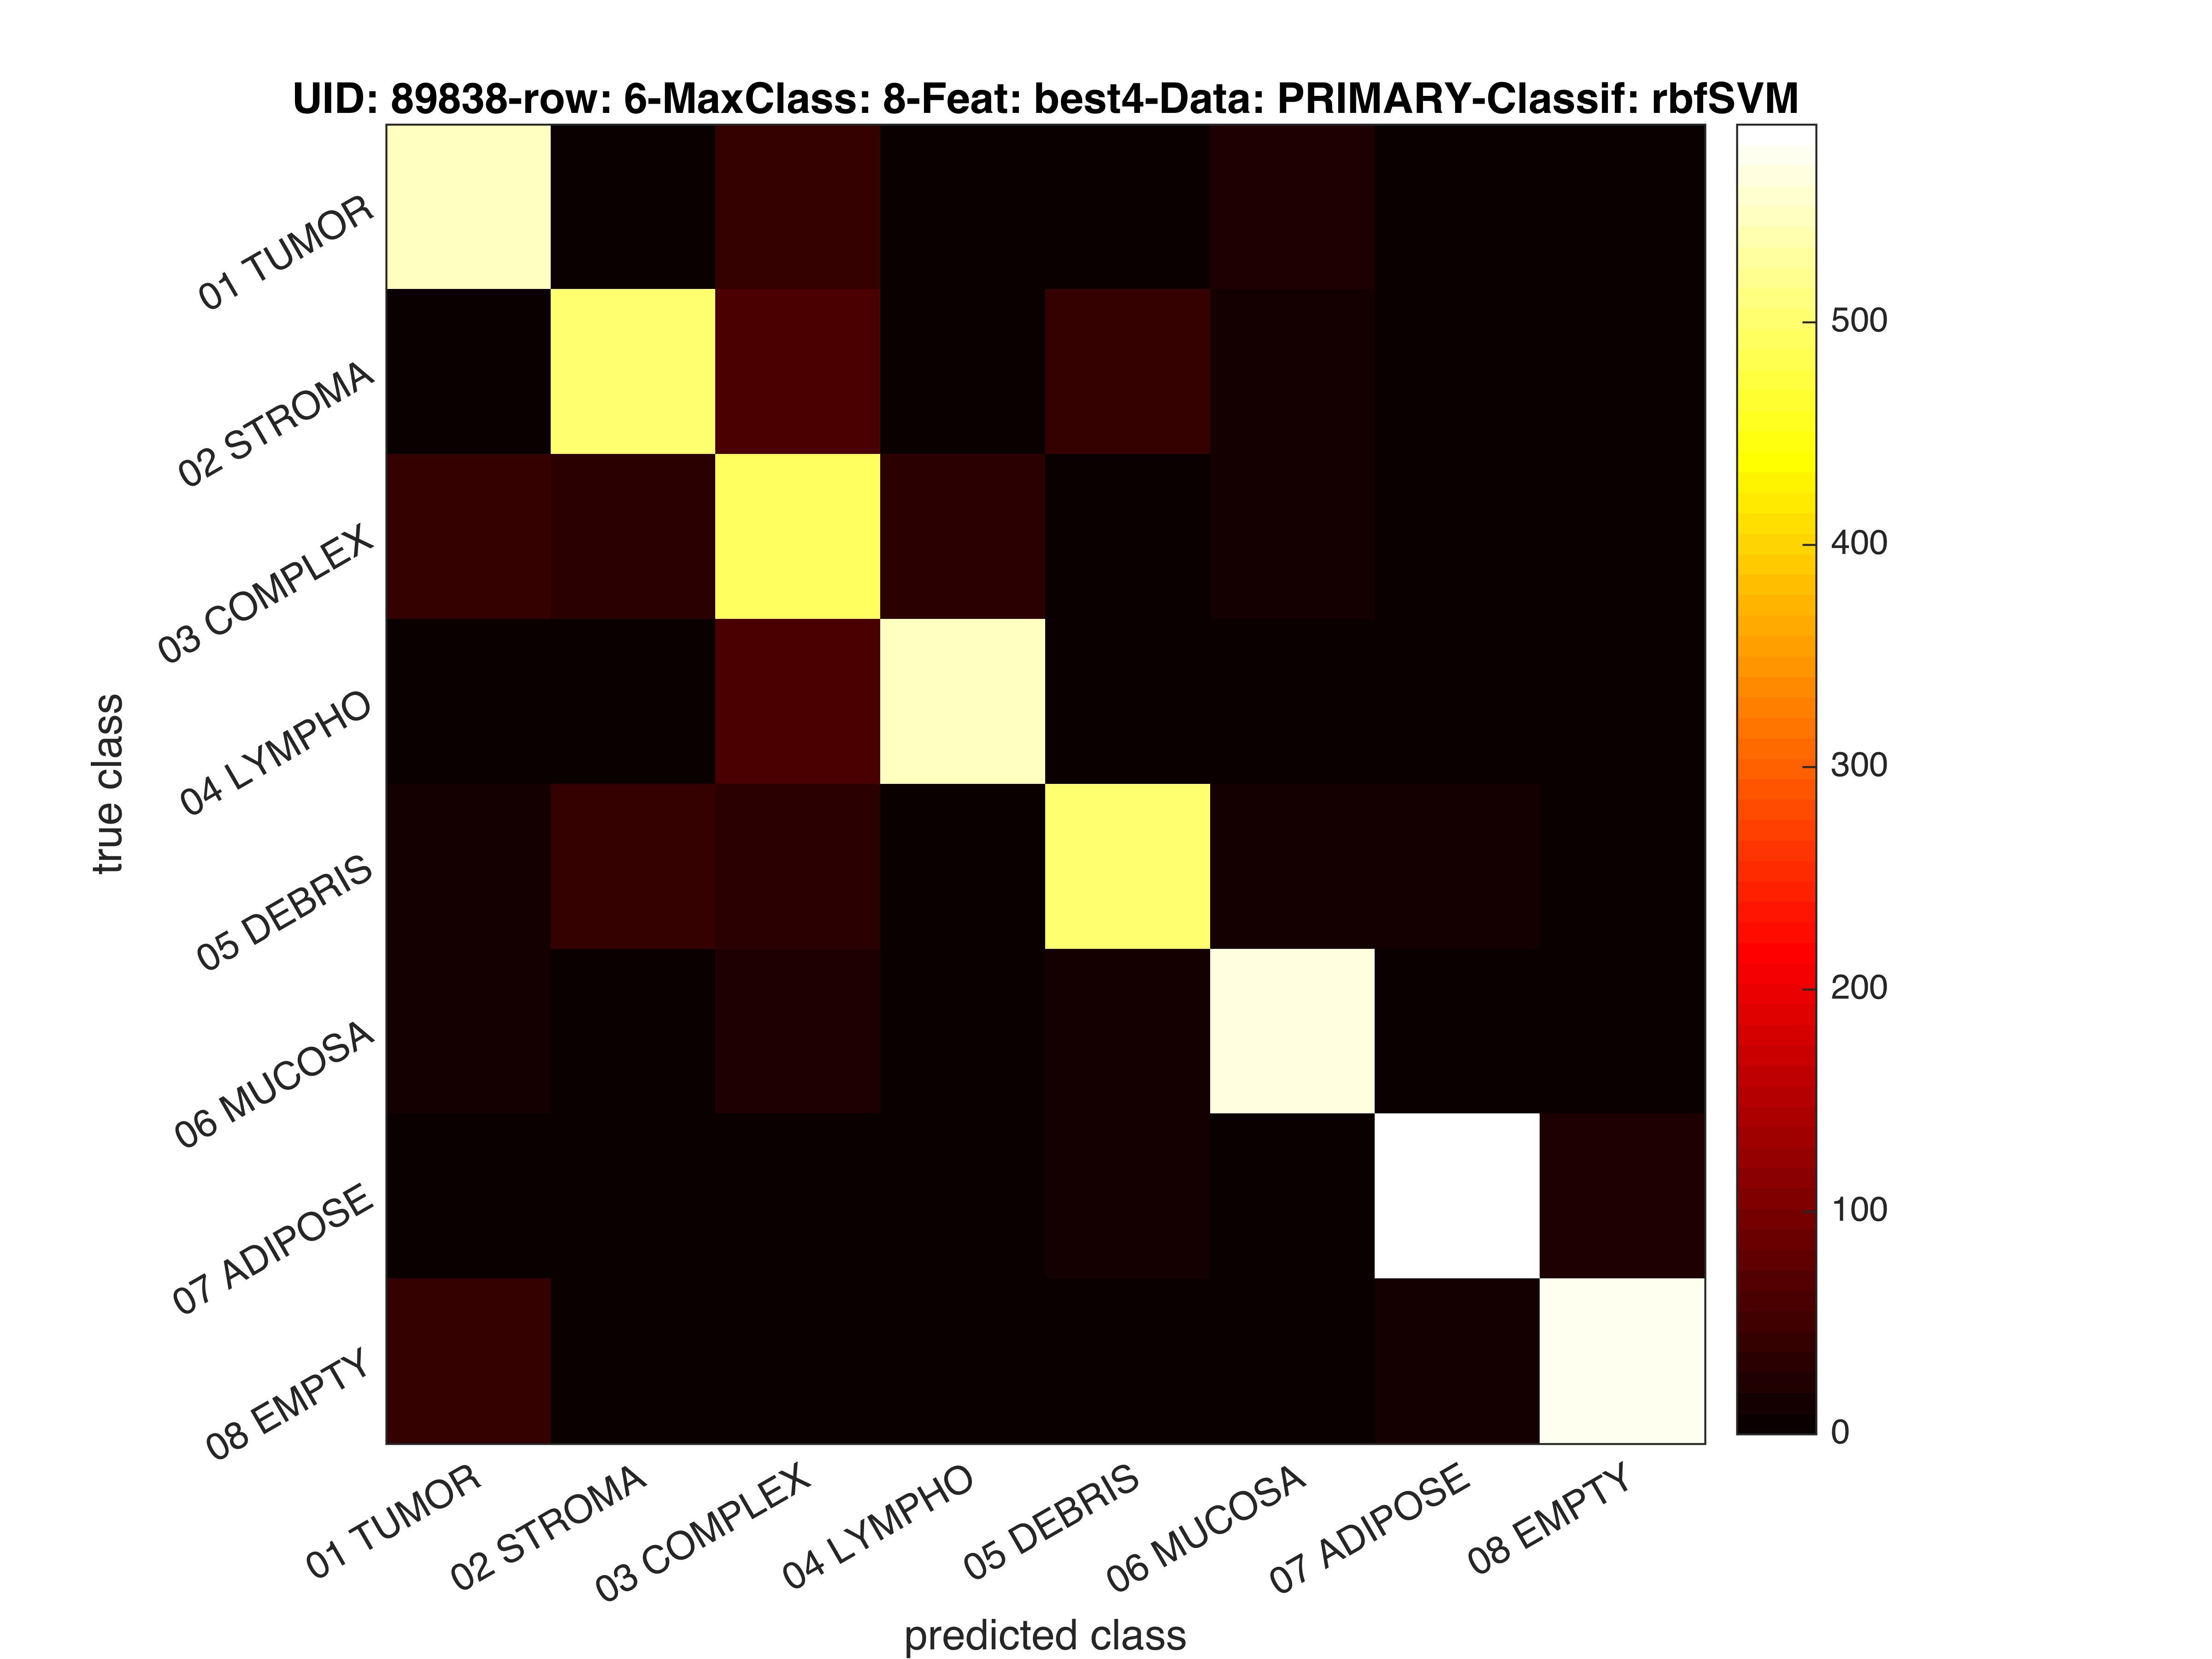 UID: 89838-row: 6-MaxClass: 8-Feat: best4-Data: PRIMARY-Classif: rbfSVM
true class
01 TUMOR
02 STROMA
03 COMPLEX
04 LYMPHO
05 DEBRIS
06 MUCOSA
07 ADIPOSE
08 EMPTY
500
400
300
200
100
0
01 TUMOR
02 STROMA
03 COMPLEX
04 LYMPHO
05 DEBRIS
06 MUCOSA
07 ADIPOSE
08 EMPTY
predicted class